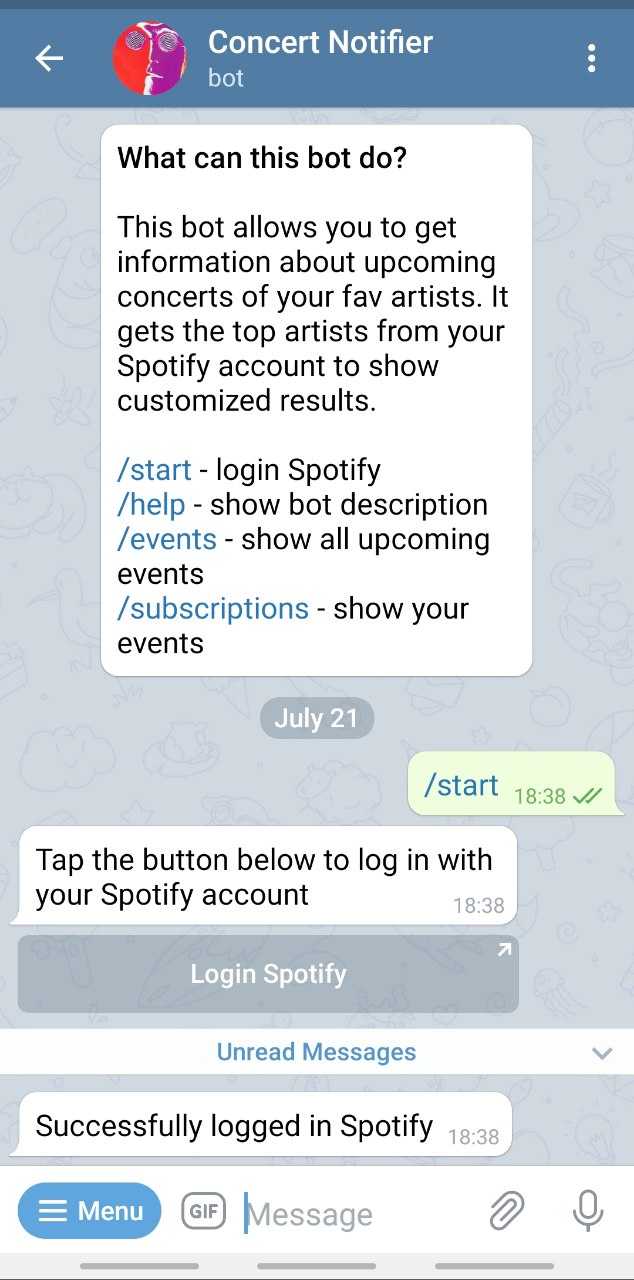 Concert Notifier
bot
What can this bot do?
This bot allows you to get
information about upcoming
concerts of your fav artists. It
gets the top artists from your
Spotify account to show
customized results.
/start - login Spotify
/help - show bot description
/events - show all upcoming
events
/subscriptions - show your
events
July 21
/start 18:38
Tap the button below to log in with
your Spotify account 18:38
Login Spotify
Unread Messages
Successfully logged in Spotify 18:38
Menu GIF Message